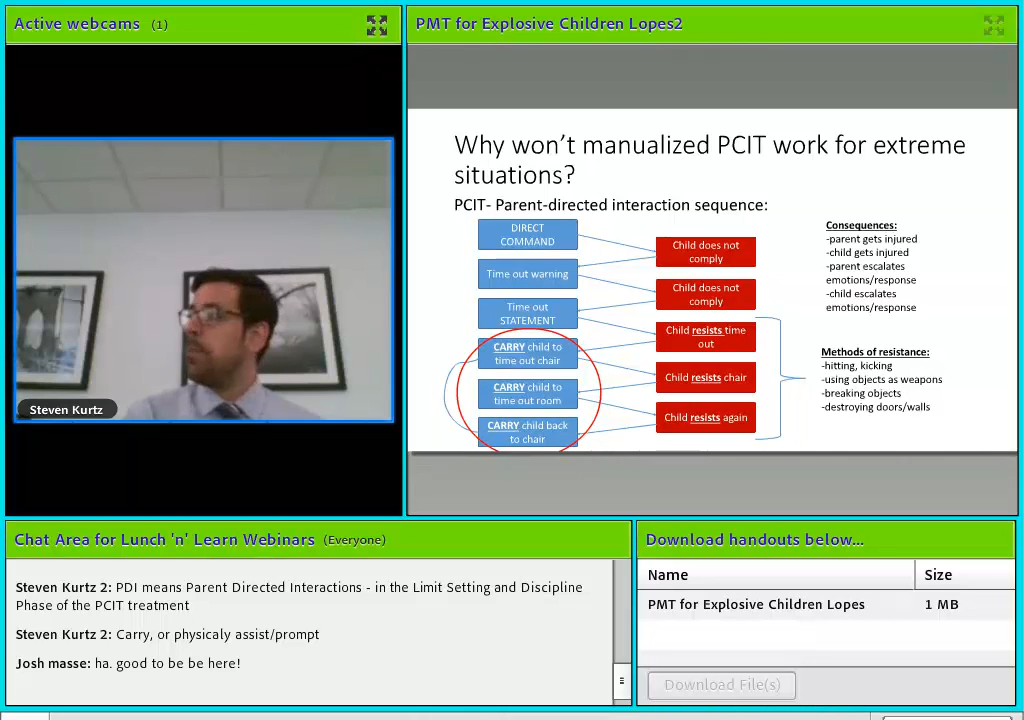 Active webcams (1)
PMT for Explosive Children Lopes2
Steven Kurtz
Why won't manualized PCIT work for extreme
situations?
PCIT- Parent-directed interaction sequence:
DIRECT
COMMAND
Time out warning
Time out
STATEMENT
CARRY child to
time out chair
CARRY child to
time out room
CARRY child back
to chair
Child does not
comply
Child does not
comply
Child resists time
out
Child resists chair
Child resists again
Consequences:
-parent gets injured
-child gets injured
-parent escalates
emotions/response
-child escalates
emotions/response
Methods of resistance:
-hitting, kicking
-using objects as weapons
-breaking objects
-destroying doors/walls
Chat Area for Lunch 'n' Learn Webinars (Everyone)
Steven Kurtz 2: PDI means Parent Directed Interactions - in the Limit Setting and Discipline
Phase of the PCIT treatment
Steven Kurtz 2: Carry, or physicaly assist/prompt
Josh masse: ha. good to be be here!
Download handouts below...
Name Size
PMT for Explosive Children Lopes 1 MB
Download File(s)